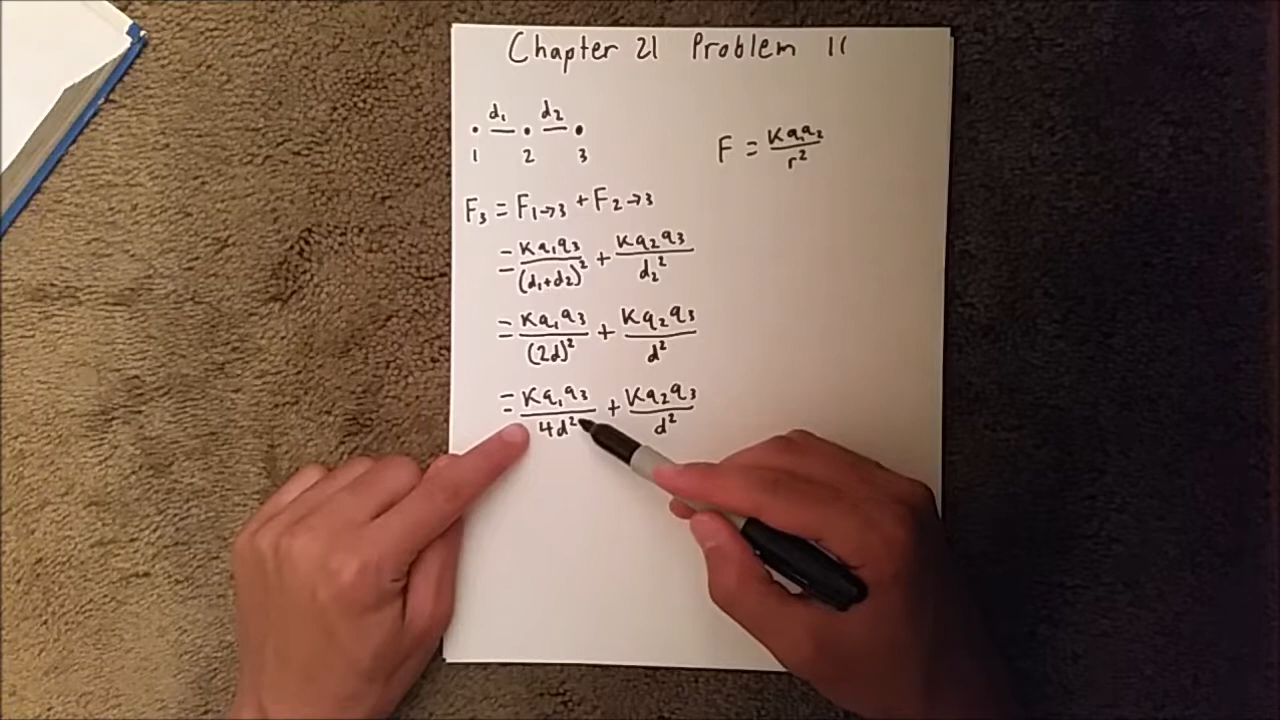 Chapter 21 Problem 11
d₁ d₂
1 2 3
F = Kq₁q₂/r²
F₃ = F₁→₃ + F₂→₃
= Kq₁q₃/(d₁+d₂)² + Kq₂q₃/d₂²
= Kq₁q₃/(2d)² + Kq₂q₃/d²
= Kq₁q₃/4d² + Kq₂q₃/d²